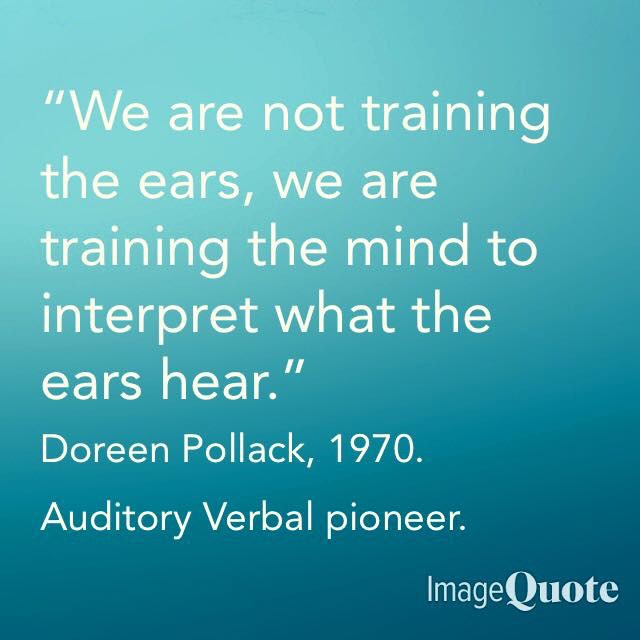 “We are not training
the ears, we are
training the mind to
interpret what the
ears hear.”
Doreen Pollack, 1970.
Auditory Verbal pioneer.
ImageQuote